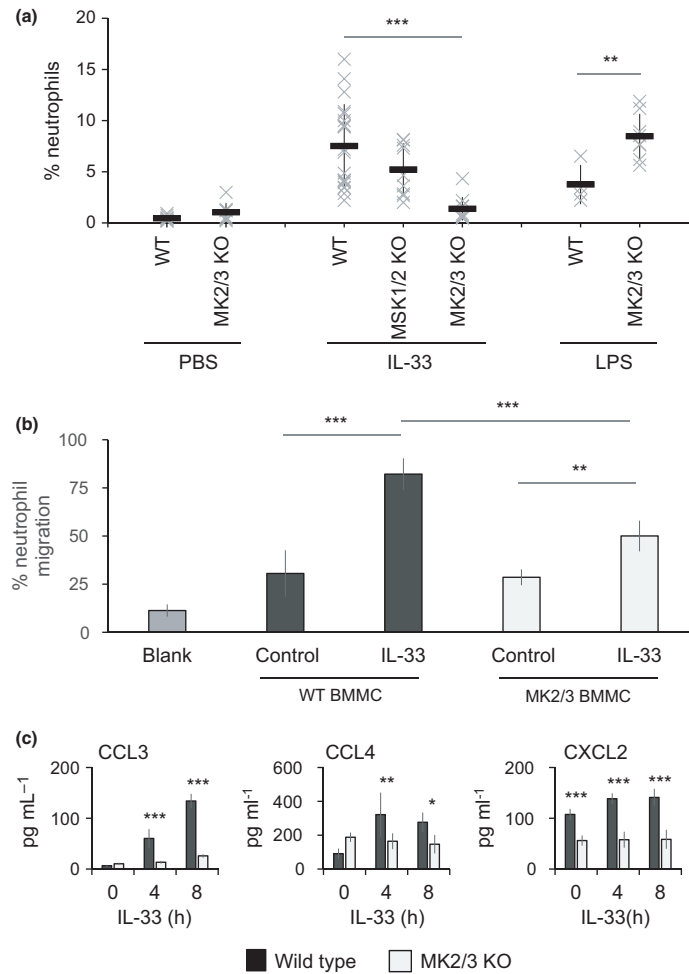 (a)
20
15
10
5
0
% neutrophils
***
**
WT
MK2/3 KO
WT
MSK1/2 KO
MK2/3 KO
WT
MK2/3 KO
PBS
IL-33
LPS
(b)
100
75
50
25
0
% neutrophil
migration
***
***
**
Blank
Control
IL-33
Control
IL-33
WT BMMC
MK2/3 BMMC
(c)
CCL3
200
100
0
pg mL⁻¹
***
***
0 4 8
IL-33 (h)
CCL4
600
400
200
0
pg ml⁻¹
**
*
0 4 8
IL-33 (h)
CXCL2
200
100
0
pg ml⁻¹
***
***
***
0 4 8
IL-33(h)
Wild type
MK2/3 KO